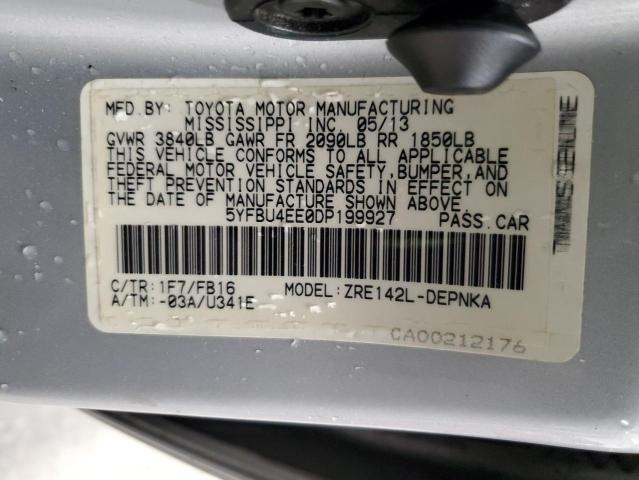 MFD.BY: TOYOTA MOTOR MANUFACTURING
MISSISSIPPI INC 05/13
GVWR 3840LB GAWR FR 2090LB RR 1850LB
THIS VEHICLE CONFORMS TO ALL APPLICABLE
FEDERAL MOTOR VEHICLE SAFETY,BUMPER,AND
THEFT PREVENTION STANDARDS IN EFFECT ON
THE DATE OF MANUFACTURE SHOWN ABOVE.
5YFBU4EE0DP199927 PASS.CAR
C/TR:1F7/FB16 MODEL:ZRE142L-DEPNKA
A/TM:-03A/U341E
CA00212176